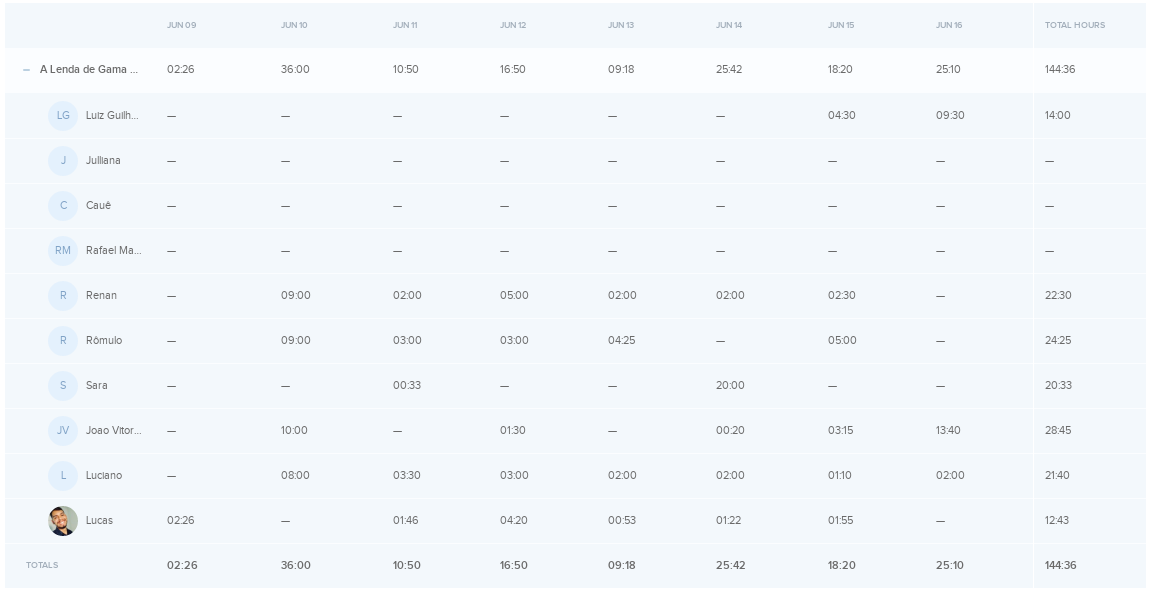 JUN 09 JUN 10 JUN 11 JUN 12 JUN 13 JUN 14 JUN 15 JUN 16 TOTAL HOURS
— A Lenda de Gama ... 02:26 36:00 10:50 16:50 09:18 25:42 18:20 25:10 144:36
LG Luiz Guilh... — — — — — — 04:30 09:30 14:00
J Julliana — — — — — — — — —
C Cauê — — — — — — — — —
RM Rafael Ma... — — — — — — — — —
R Renan — 09:00 02:00 05:00 02:00 02:00 02:30 — 22:30
R Rômulo — 09:00 03:00 03:00 04:25 — 05:00 — 24:25
S Sara — — 00:33 — — 20:00 — — 20:33
JV Joao Vitor... — 10:00 — 01:30 — 00:20 03:15 13:40 28:45
L Luciano — 08:00 03:30 03:00 02:00 02:00 01:10 02:00 21:40
Lucas 02:26 — 01:46 04:20 00:53 01:22 01:55 — 12:43
TOTALS 02:26 36:00 10:50 16:50 09:18 25:42 18:20 25:10 144:36